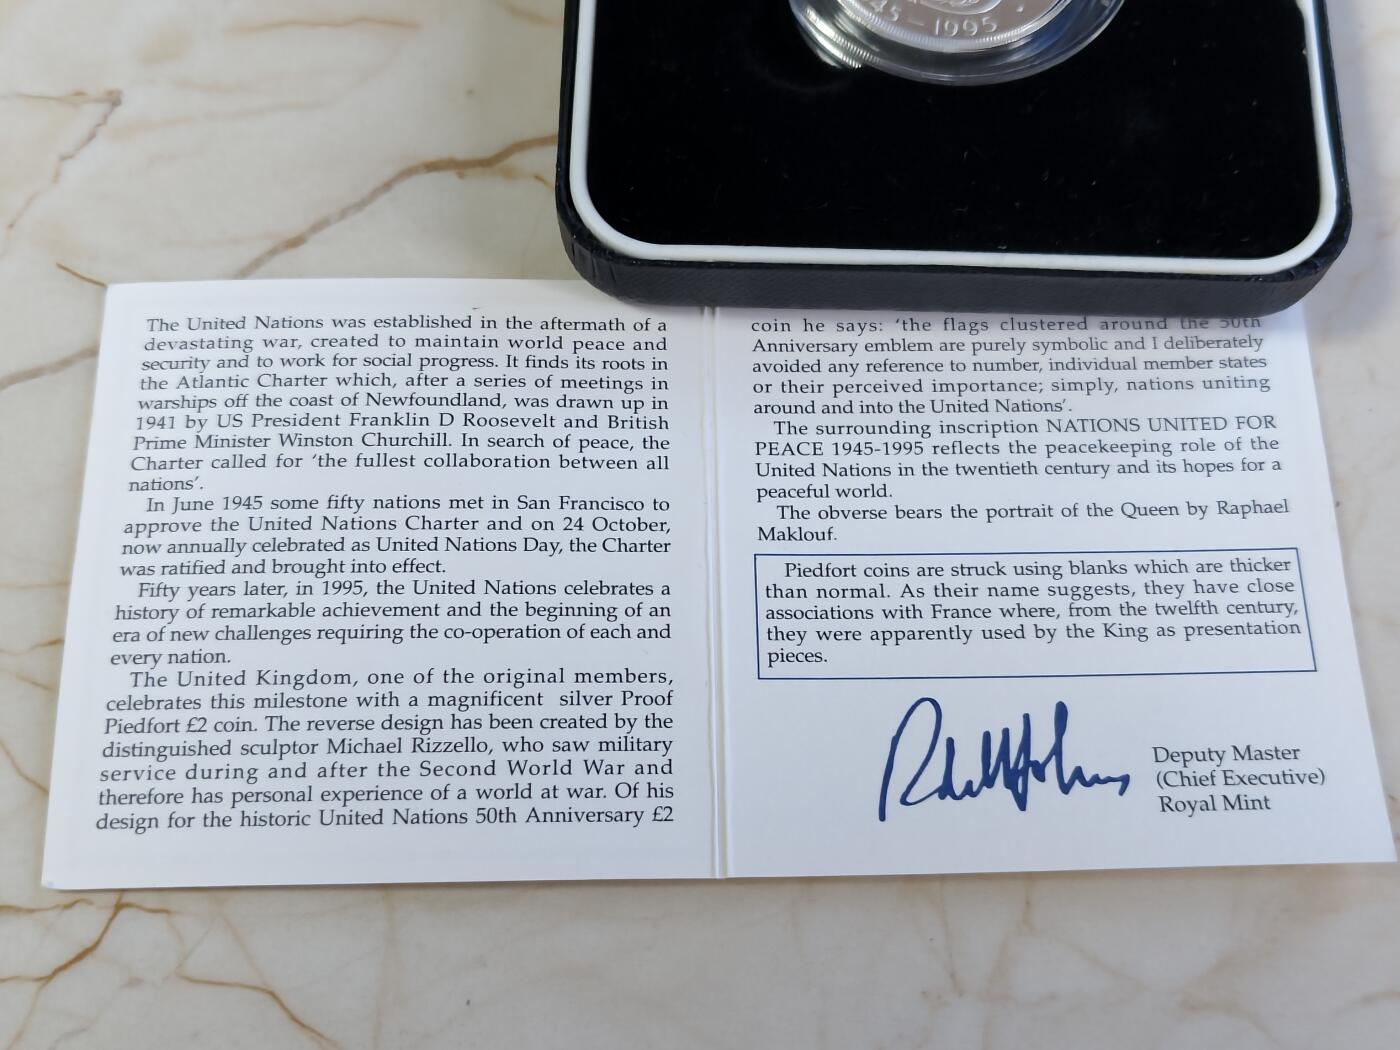 45-1995
The United Nations was established in the aftermath of a
devastating war, created to maintain world peace and
security and to work for social progress. It finds its roots in
the Atlantic Charter which, after a series of meetings in
warships off the coast of Newfoundland, was drawn up in
1941 by US President Franklin D Roosevelt and British
Prime Minister Winston Churchill. In search of peace, the
Charter called for ‘the fullest collaboration between all
nations’.
In June 1945 some fifty nations met in San Francisco to
approve the United Nations Charter and on 24 October,
now annually celebrated as United Nations Day, the Charter
was ratified and brought into effect.
Fifty years later, in 1995, the United Nations celebrates a
history of remarkable achievement and the beginning of an
era of new challenges requiring the co-operation of each and
every nation.
The United Kingdom, one of the original members,
celebrates this milestone with a magnificent silver Proof
Piedfort £2 coin. The reverse design has been created by the
distinguished sculptor Michael Rizzello, who saw military
service during and after the Second World War and
therefore has personal experience of a world at war. Of his
design for the historic United Nations 50th Anniversary £2
coin he says: ‘the flags clustered around the 50th
Anniversary emblem are purely symbolic and I deliberately
avoided any reference to number, individual member states
or their perceived importance; simply, nations uniting
around and into the United Nations’.
The surrounding inscription NATIONS UNITED FOR
PEACE 1945-1995 reflects the peacekeeping role of the
United Nations in the twentieth century and its hopes for a
peaceful world.
The obverse bears the portrait of the Queen by Raphael
Maklouf.
Piedfort coins are struck using blanks which are thicker
than normal. As their name suggests, they have close
associations with France where, from the twelfth century,
they were apparently used by the King as presentation
pieces.
Deputy Master
(Chief Executive)
Royal Mint